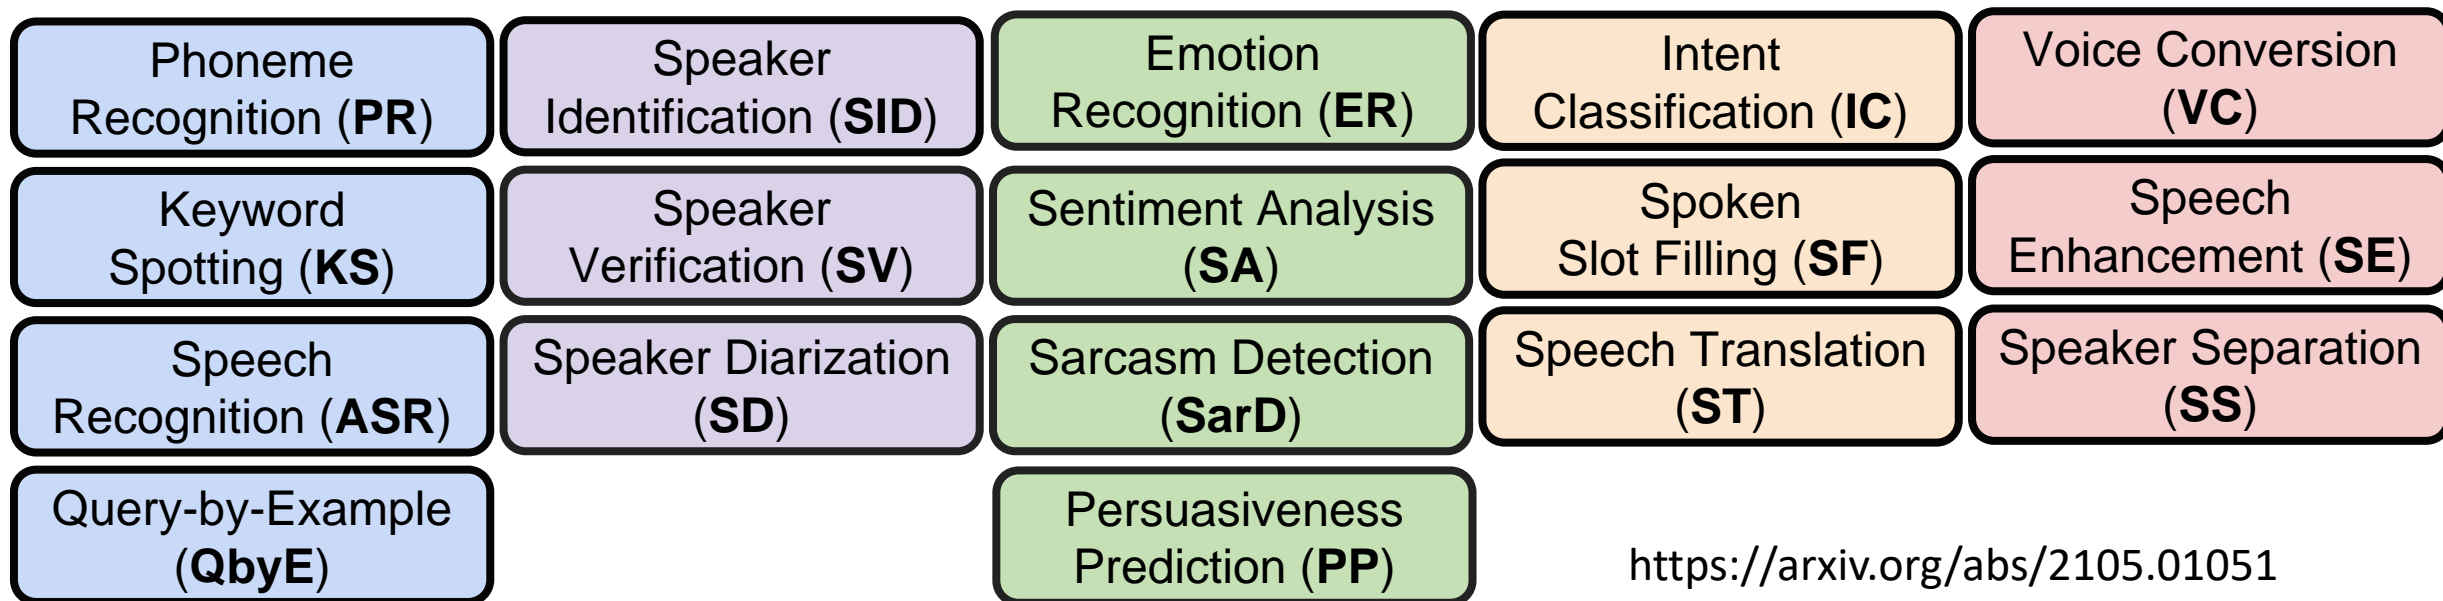 Phoneme
Recognition (PR)
Speaker
Identification (SID)
Emotion
Recognition (ER)
Intent
Classification (IC)
Voice Conversion
(VC)
Keyword
Spotting (KS)
Speaker
Verification (SV)
Sentiment Analysis
(SA)
Spoken
Slot Filling (SF)
Speech
Enhancement (SE)
Speech
Recognition (ASR)
Speaker Diarization
(SD)
Sarcasm Detection
(SarD)
Speech Translation
(ST)
Speaker Separation
(SS)
Query-by-Example
(QbyE)
Persuasiveness
Prediction (PP)
https://arxiv.org/abs/2105.01051